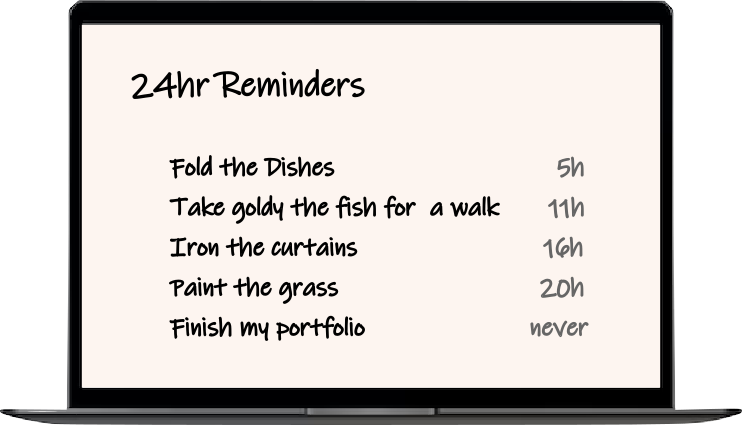 24hr Reminders
Fold the Dishes 5h
Take goldy the fish for a walk 11h
Iron the curtains 16h
Paint the grass 20h
Finish my portfolio never